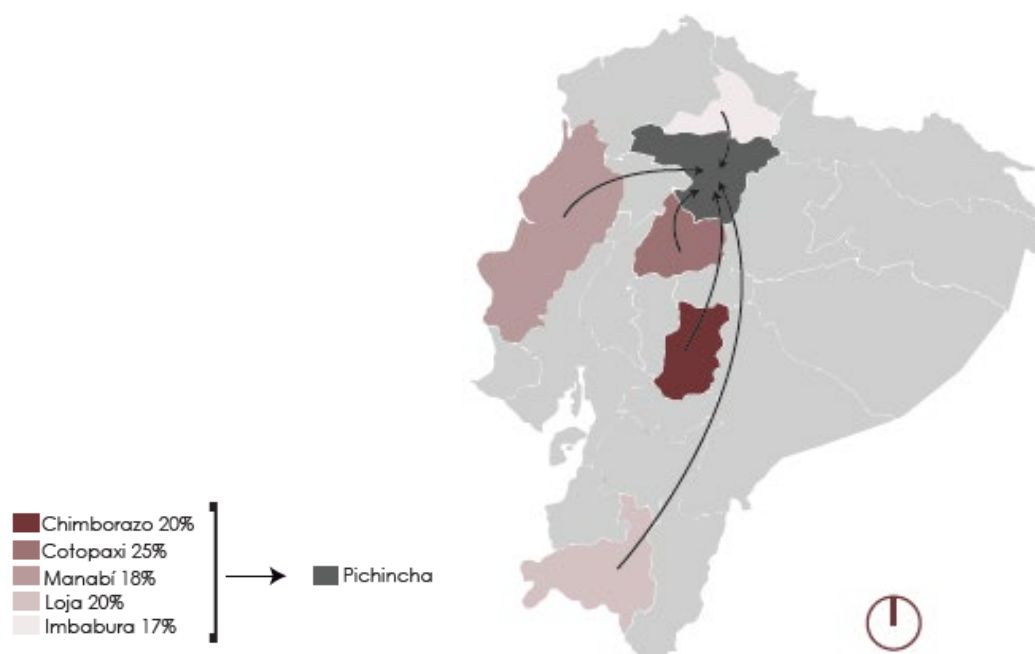 Chimborazo 20%
Cotopaxi 25%
Manabí 18%
Loja 20%
Imbabura 17%
Pichincha